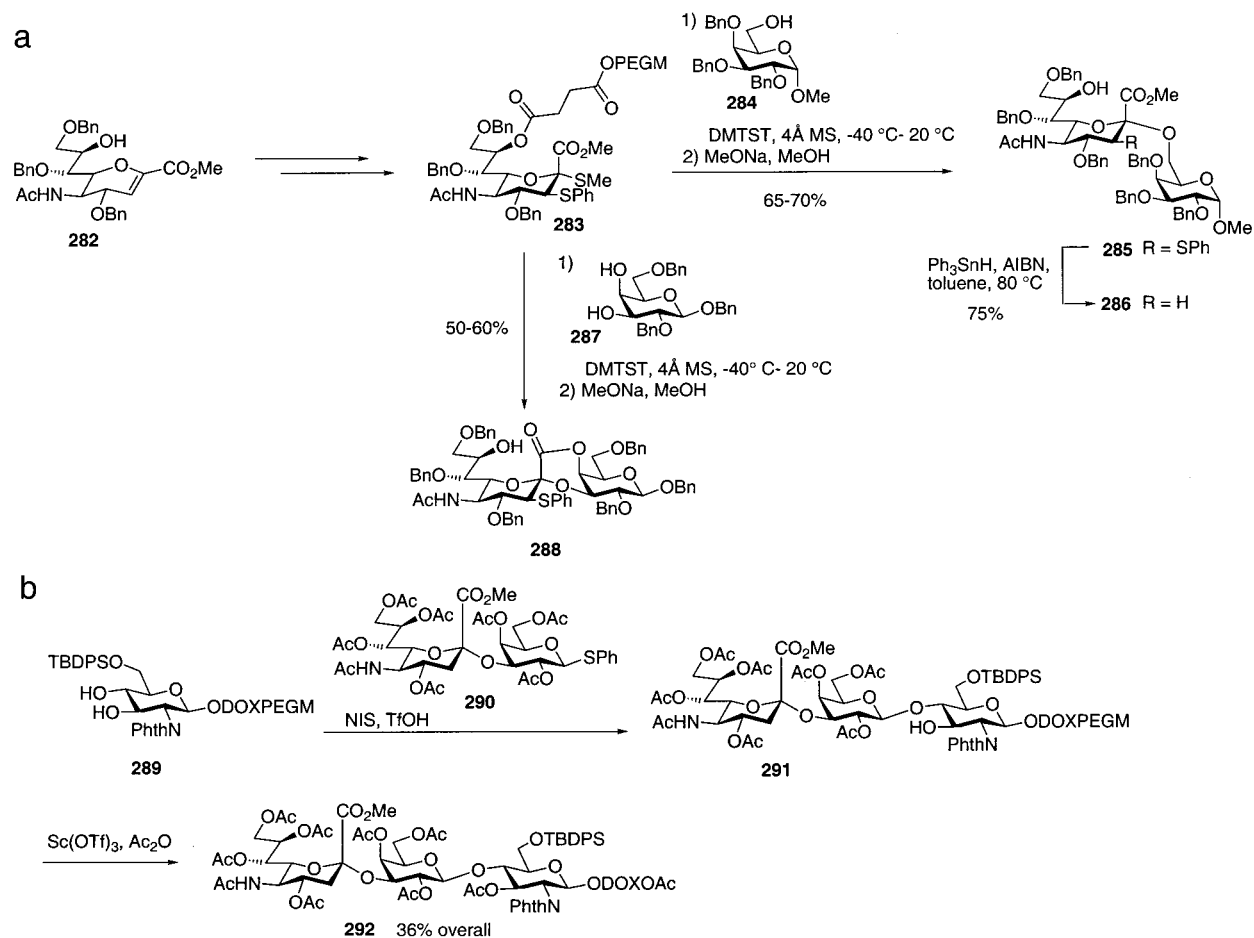 a
1)
BnO
OH
O
BnO
BnO
OMe
284
DMTST, 4Å MS, -40 °C- 20 °C
2) MeONa, MeOH
65-70%
OBn
OH
BnO
O
CO2Me
AcHN
OBn
282
OPEGM
O
O
OBn
O
CO2Me
BnO
O
SMe
AcHN
SPh
OBn
283
OBn
OH
CO2Me
BnO
O
O
AcHN
R
OBn
BnO
O
BnO
BnO
OMe
285 R = SPh
Ph3SnH, AIBN,
toluene, 80 °C
75%
286 R = H
1)
HO
OBn
O
HO
OBn
BnO
287
50-60%
DMTST, 4Å MS, -40° C- 20 °C
2) MeONa, MeOH
OBn
OH
O
O
OBn
BnO
O
O
O
OBn
AcHN
SPh
OBn
BnO
288
b
TBDPSO
HO
O
HO
ODOXPEGM
PhthN
289
OAc
OAc
CO2Me
AcO
OAc
AcO
O
O
O
SPh
AcHN
OAc
AcO
290
NIS, TfOH
OAc
OAc
CO2Me
AcO
OAc
OTBDPS
AcO
O
O
O
O
O
ODOXPEGM
AcHN
HO
OAc
AcO
PhthN
291
Sc(OTf)3, Ac2O
OAc
OAc
CO2Me
AcO
OAc
OTBDPS
AcO
O
O
O
O
O
ODOXOAc
AcHN
AcO
OAc
AcO
PhthN
292 36% overall